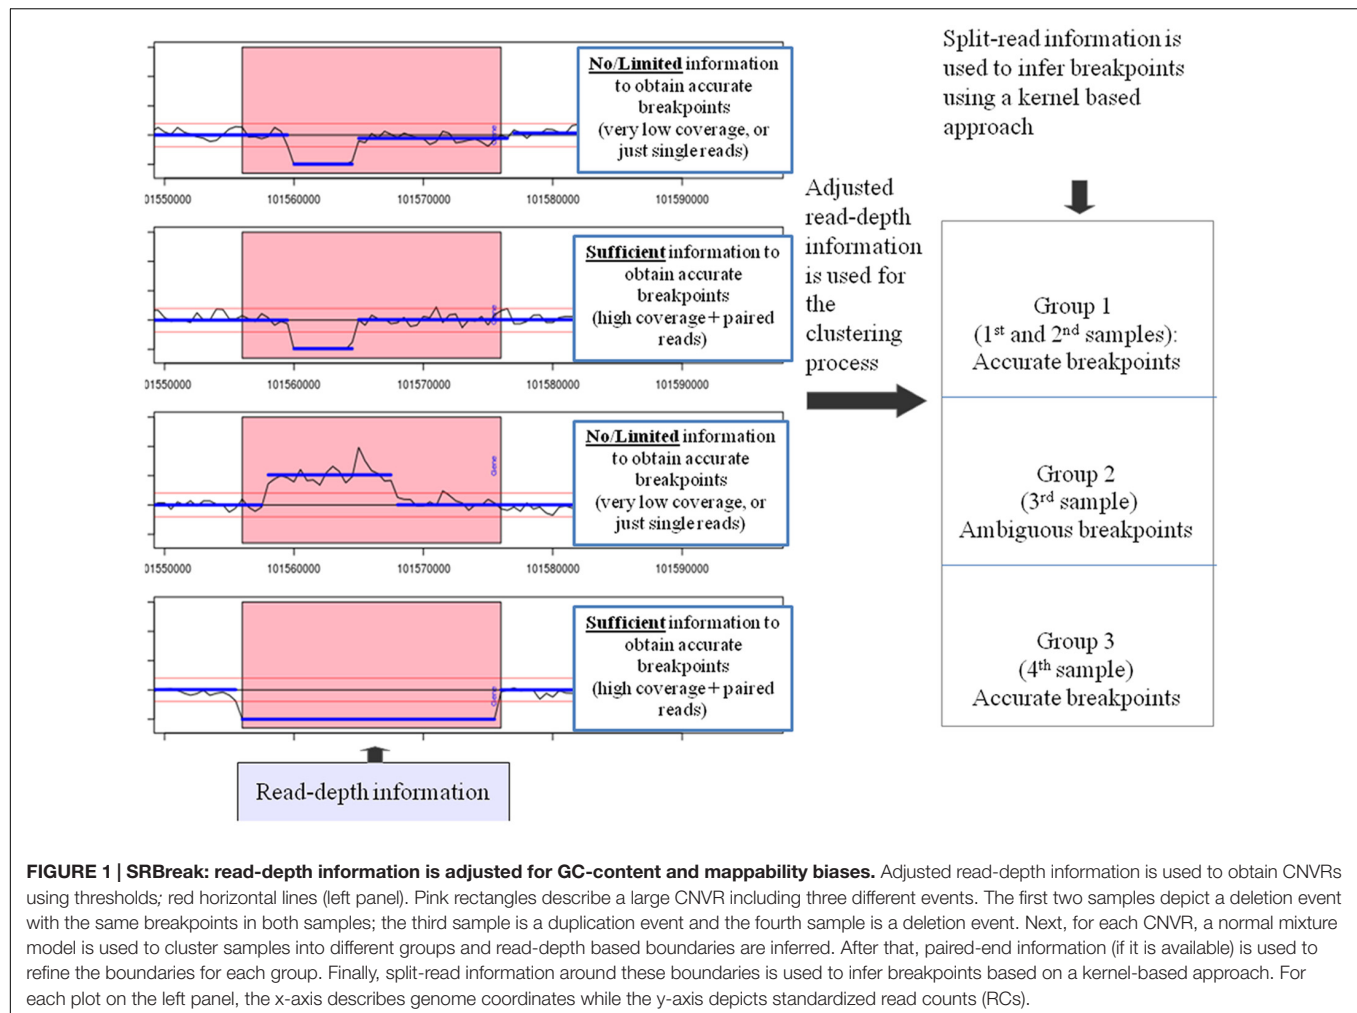 No/Limited information
to obtain accurate
breakpoints
(very low coverage, or
just single reads)
Gene
01550000 101560000 101570000 101580000 101590000
Sufficient information to
obtain accurate
breakpoints
(high coverage + paired
reads)
Gene
01550000 101560000 101570000 101580000 101590000
No/Limited information
to obtain accurate
breakpoints
(very low coverage, or
just single reads)
Gene
01550000 101560000 101570000 101580000 101590000
Sufficient information to
obtain accurate
breakpoints
(high coverage + paired
reads)
Gene
01550000 101560000 101570000 101580000 101590000
Read-depth information
Adjusted
read-depth
information
is used for
the
clustering
process
Split-read information is
used to infer breakpoints
using a kernel based
approach
Group 1
(1st and 2nd samples):
Accurate breakpoints
Group 2
(3rd sample)
Ambiguous breakpoints
Group 3
(4th sample)
Accurate breakpoints
FIGURE 1 | SRBreak: read-depth information is adjusted for GC-content and mappability biases. Adjusted read-depth information is used to obtain CNVRs
using thresholds; red horizontal lines (left panel). Pink rectangles describe a large CNVR including three different events. The first two samples depict a deletion event
with the same breakpoints in both samples; the third sample is a duplication event and the fourth sample is a deletion event. Next, for each CNVR, a normal mixture
model is used to cluster samples into different groups and read-depth based boundaries are inferred. After that, paired-end information (if it is available) is used to
refine the boundaries for each group. Finally, split-read information around these boundaries is used to infer breakpoints based on a kernel-based approach. For
each plot on the left panel, the x-axis describes genome coordinates while the y-axis depicts standardized read counts (RCs).